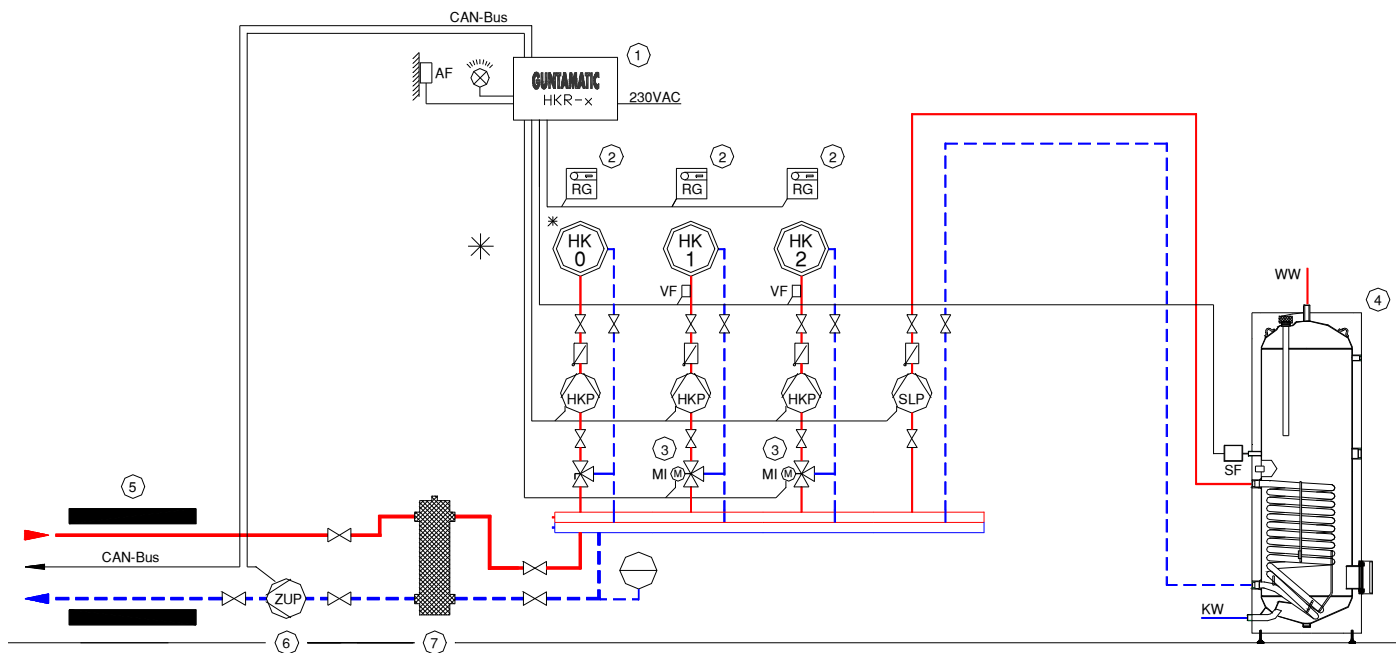 CAN-Bus
1
AF
GUNTAMATIC
HKR-x
230VAC
2
2
2
RG
RG
RG
*
HK
0
HK
1
HK
2
*
VF
VF
WW
4
HKP
HKP
HKP
SLP
3
3
MI
M
MI
M
SF
5
CAN-Bus
ZUP
KW
6
7